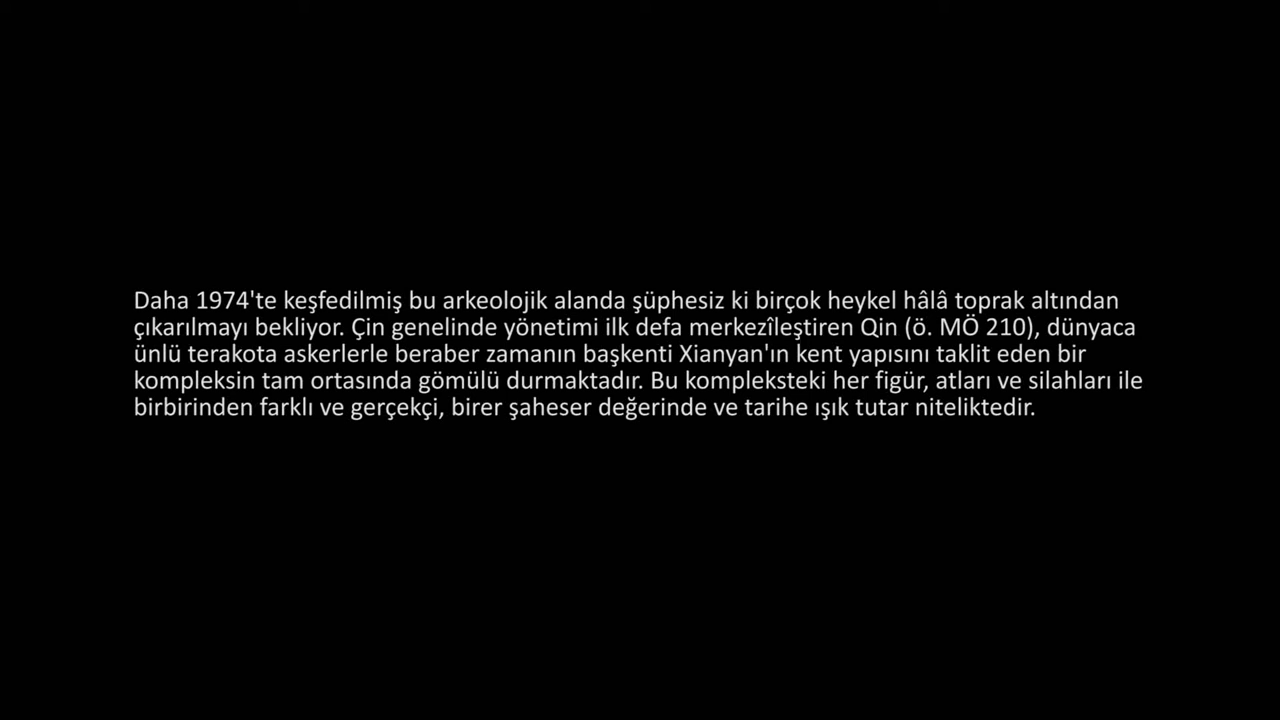 Daha 1974'te keşfedilmiş bu arkeolojik alanda şüphesiz ki birçok heykel hâlâ toprak altından
çıkarılmayı bekliyor. Çin genelinde yönetimi ilk defa merkezîleştiren Qin (ö. MÖ 210), dünyaca
ünlü terakota askerlerle beraber zamanın başkenti Xianyan'ın kent yapısını taklit eden bir
kompleksin tam ortasında gömülü durmaktadır. Bu kompleksteki her figür, atları ve silahları ile
birbirinden farklı ve gerçekçi, birer şaheser değerinde ve tarihe ışık tutar niteliktedir.